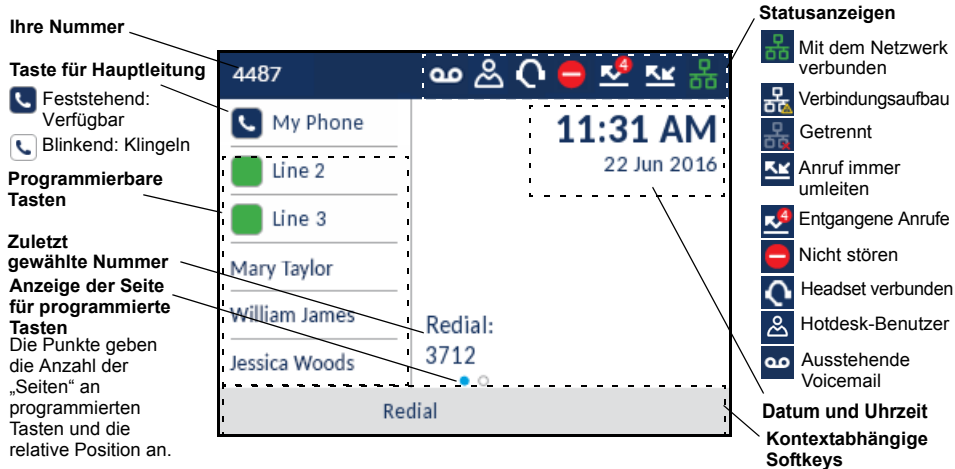 Ihre Nummer
Taste für Hauptleitung
Feststehend:
Verfügbar
Blinkend: Klingeln
Programmierbare
Tasten
Zuletzt
gewählte Nummer
Anzeige der Seite
für programmierte
Tasten
Die Punkte geben
die Anzahl der
„Seiten“ an
programmierten
Tasten und die
relative Position an.
4487
4
My Phone
Line 2
Line 3
Mary Taylor
William James
Jessica Woods
11:31 AM
22 Jun 2016
Redial:
3712
Redial
Statusanzeigen
Mit dem Netzwerk
verbunden
Verbindungsaufbau
Getrennt
Anruf immer
umleiten
4
Entgangene Anrufe
Nicht stören
Headset verbunden
Hotdesk-Benutzer
Ausstehende
Voicemail
Datum und Uhrzeit
Kontextabhängige
Softkeys